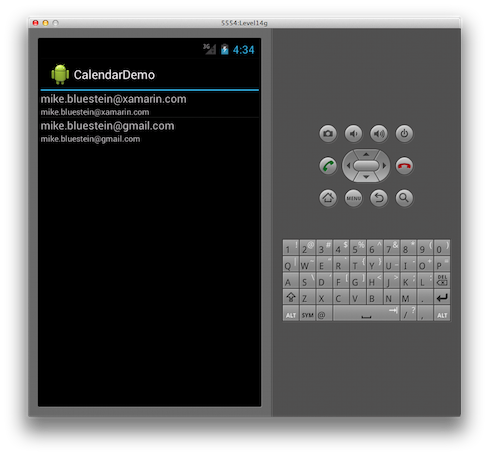 5554:Level14g
3G 4:34
CalendarDemo
mike.bluestein@xamarin.com
mike.bluestein@xamarin.com
mike.bluestein@gmail.com
mike.bluestein@gmail.com
MENU
1 ! 2 @ 3 # 4 $ 5 % 6 ^ 7 & 8 * 9 ( 0 )
Q W E R T Y U I O P
A S D F G H J K L DEL
Z X C V B N M .
ALT SYM @ / ? , ALT